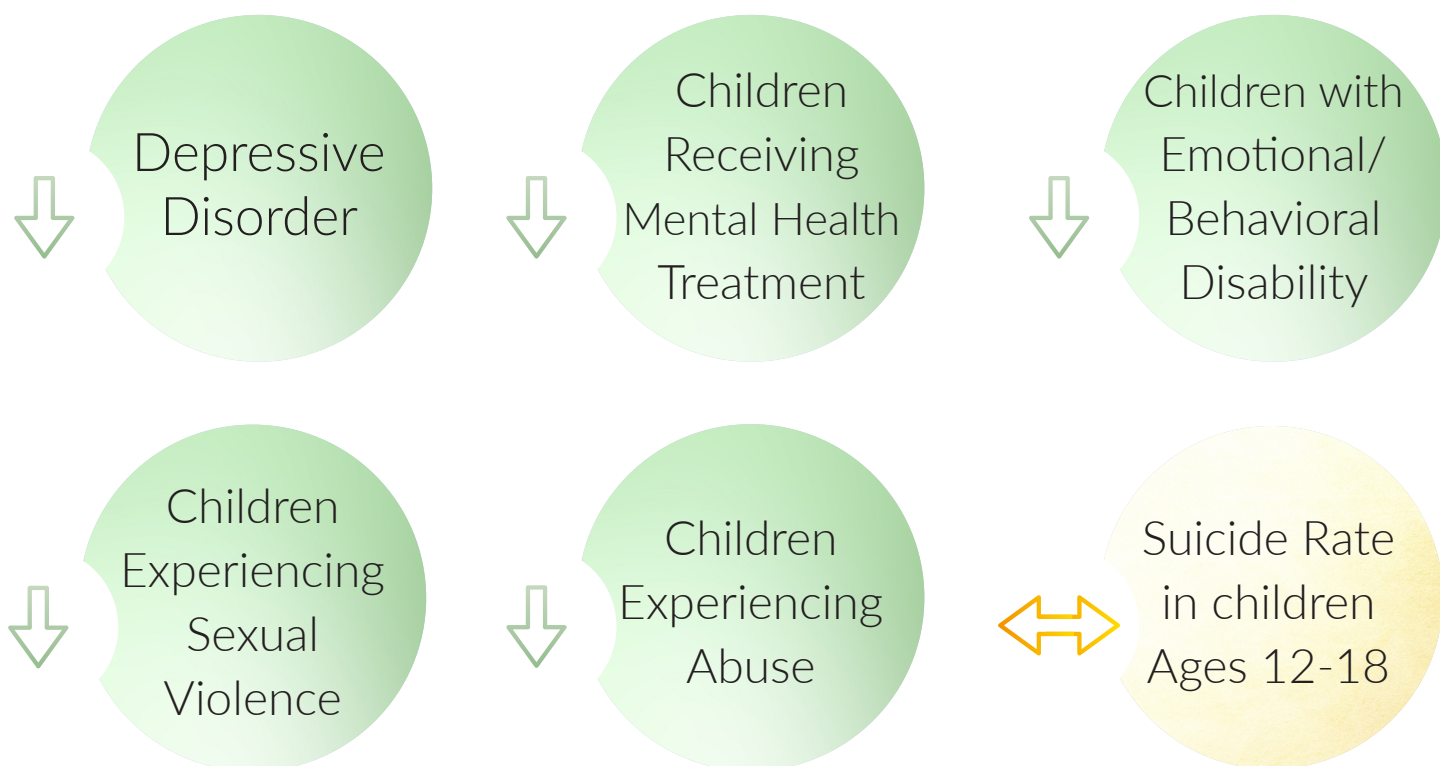 Depressive
Disorder
Children
Receiving
Mental Health
Treatment
Children with
Emotional/
Behavioral
Disability
Children
Experiencing
Sexual
Violence
Children
Experiencing
Abuse
Suicide Rate
in children
Ages 12-18